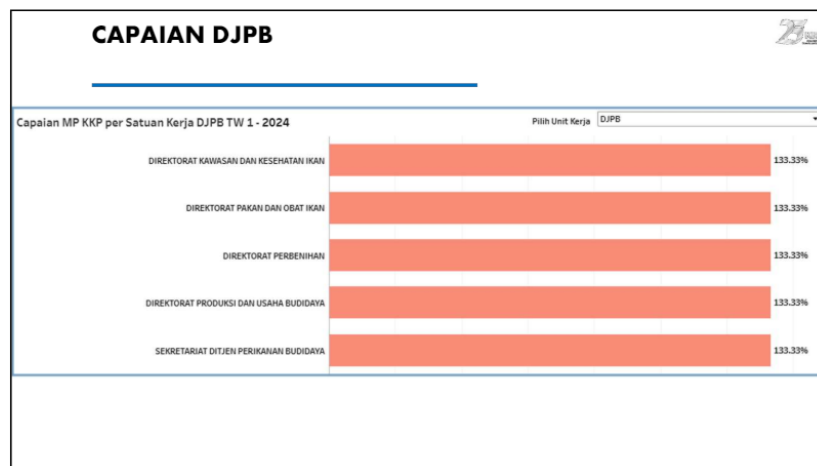 CAPAIAN DJPB
Capaian MP KKP per Satuan Kerja DJPB TW 1 - 2024
Pilih Unit Kerja DJPB
DIREKTORAT KAWASAN DAN KESEHATAN IKAN 133.33%
DIREKTORAT PAKAN DAN OBAT IKAN 133.33%
DIREKTORAT PERBENIHAN 133.33%
DIREKTORAT PRODUKSI DAN USAHA BUDIDAYA 133.33%
SEKRETARIAT DITJEN PERIKANAN BUDIDAYA 133.33%